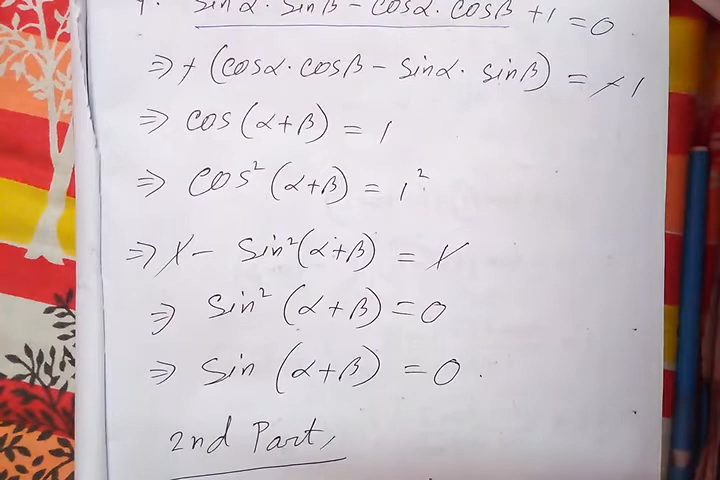 sinα · sinβ - cosα · cosβ + 1 = 0
⇒ + (cosα · cosβ - sinα · sinβ) = + 1
⇒ cos (α+β) = 1
⇒ cos² (α+β) = 1²
⇒ 1 - sin² (α+β) = 1
⇒ sin² (α+β) = 0
⇒ sin (α+β) = 0 .
2nd Part,